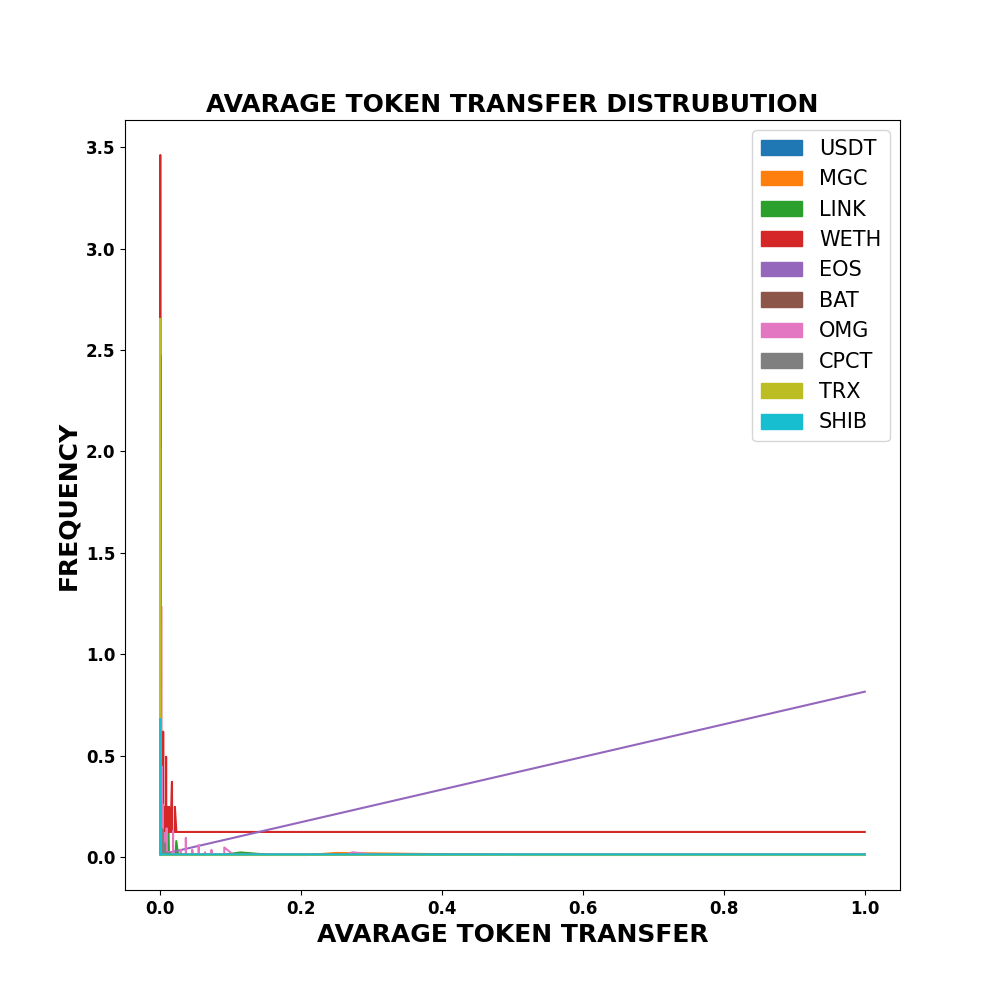 AVARAGE TOKEN TRANSFER DISTRUBUTION
3.5
3.0
2.5
2.0
1.5
1.0
0.5
0.0
FREQUENCY
USDT
MGC
LINK
WETH
EOS
BAT
OMG
CPCT
TRX
SHIB
0.0 0.2 0.4 0.6 0.8 1.0
AVARAGE TOKEN TRANSFER